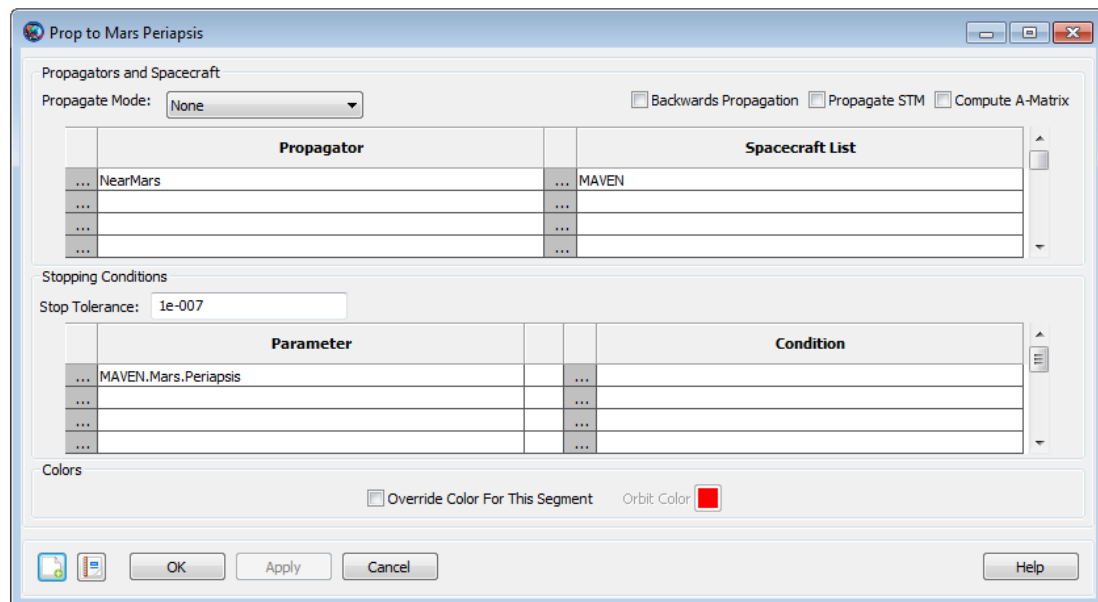 Prop to Mars Periapsis
Propagators and Spacecraft
Propagate Mode: None Backwards Propagation Propagate STM Compute A-Matrix
Propagator Spacecraft List
... NearMars ... MAVEN
... ...
... ...
... ...
Stopping Conditions
Stop Tolerance: 1e-007
Parameter Condition
... MAVEN.Mars.Periapsis ...
... ...
... ...
... ...
Colors
Override Color For This Segment Orbit Color
OK Apply Cancel Help